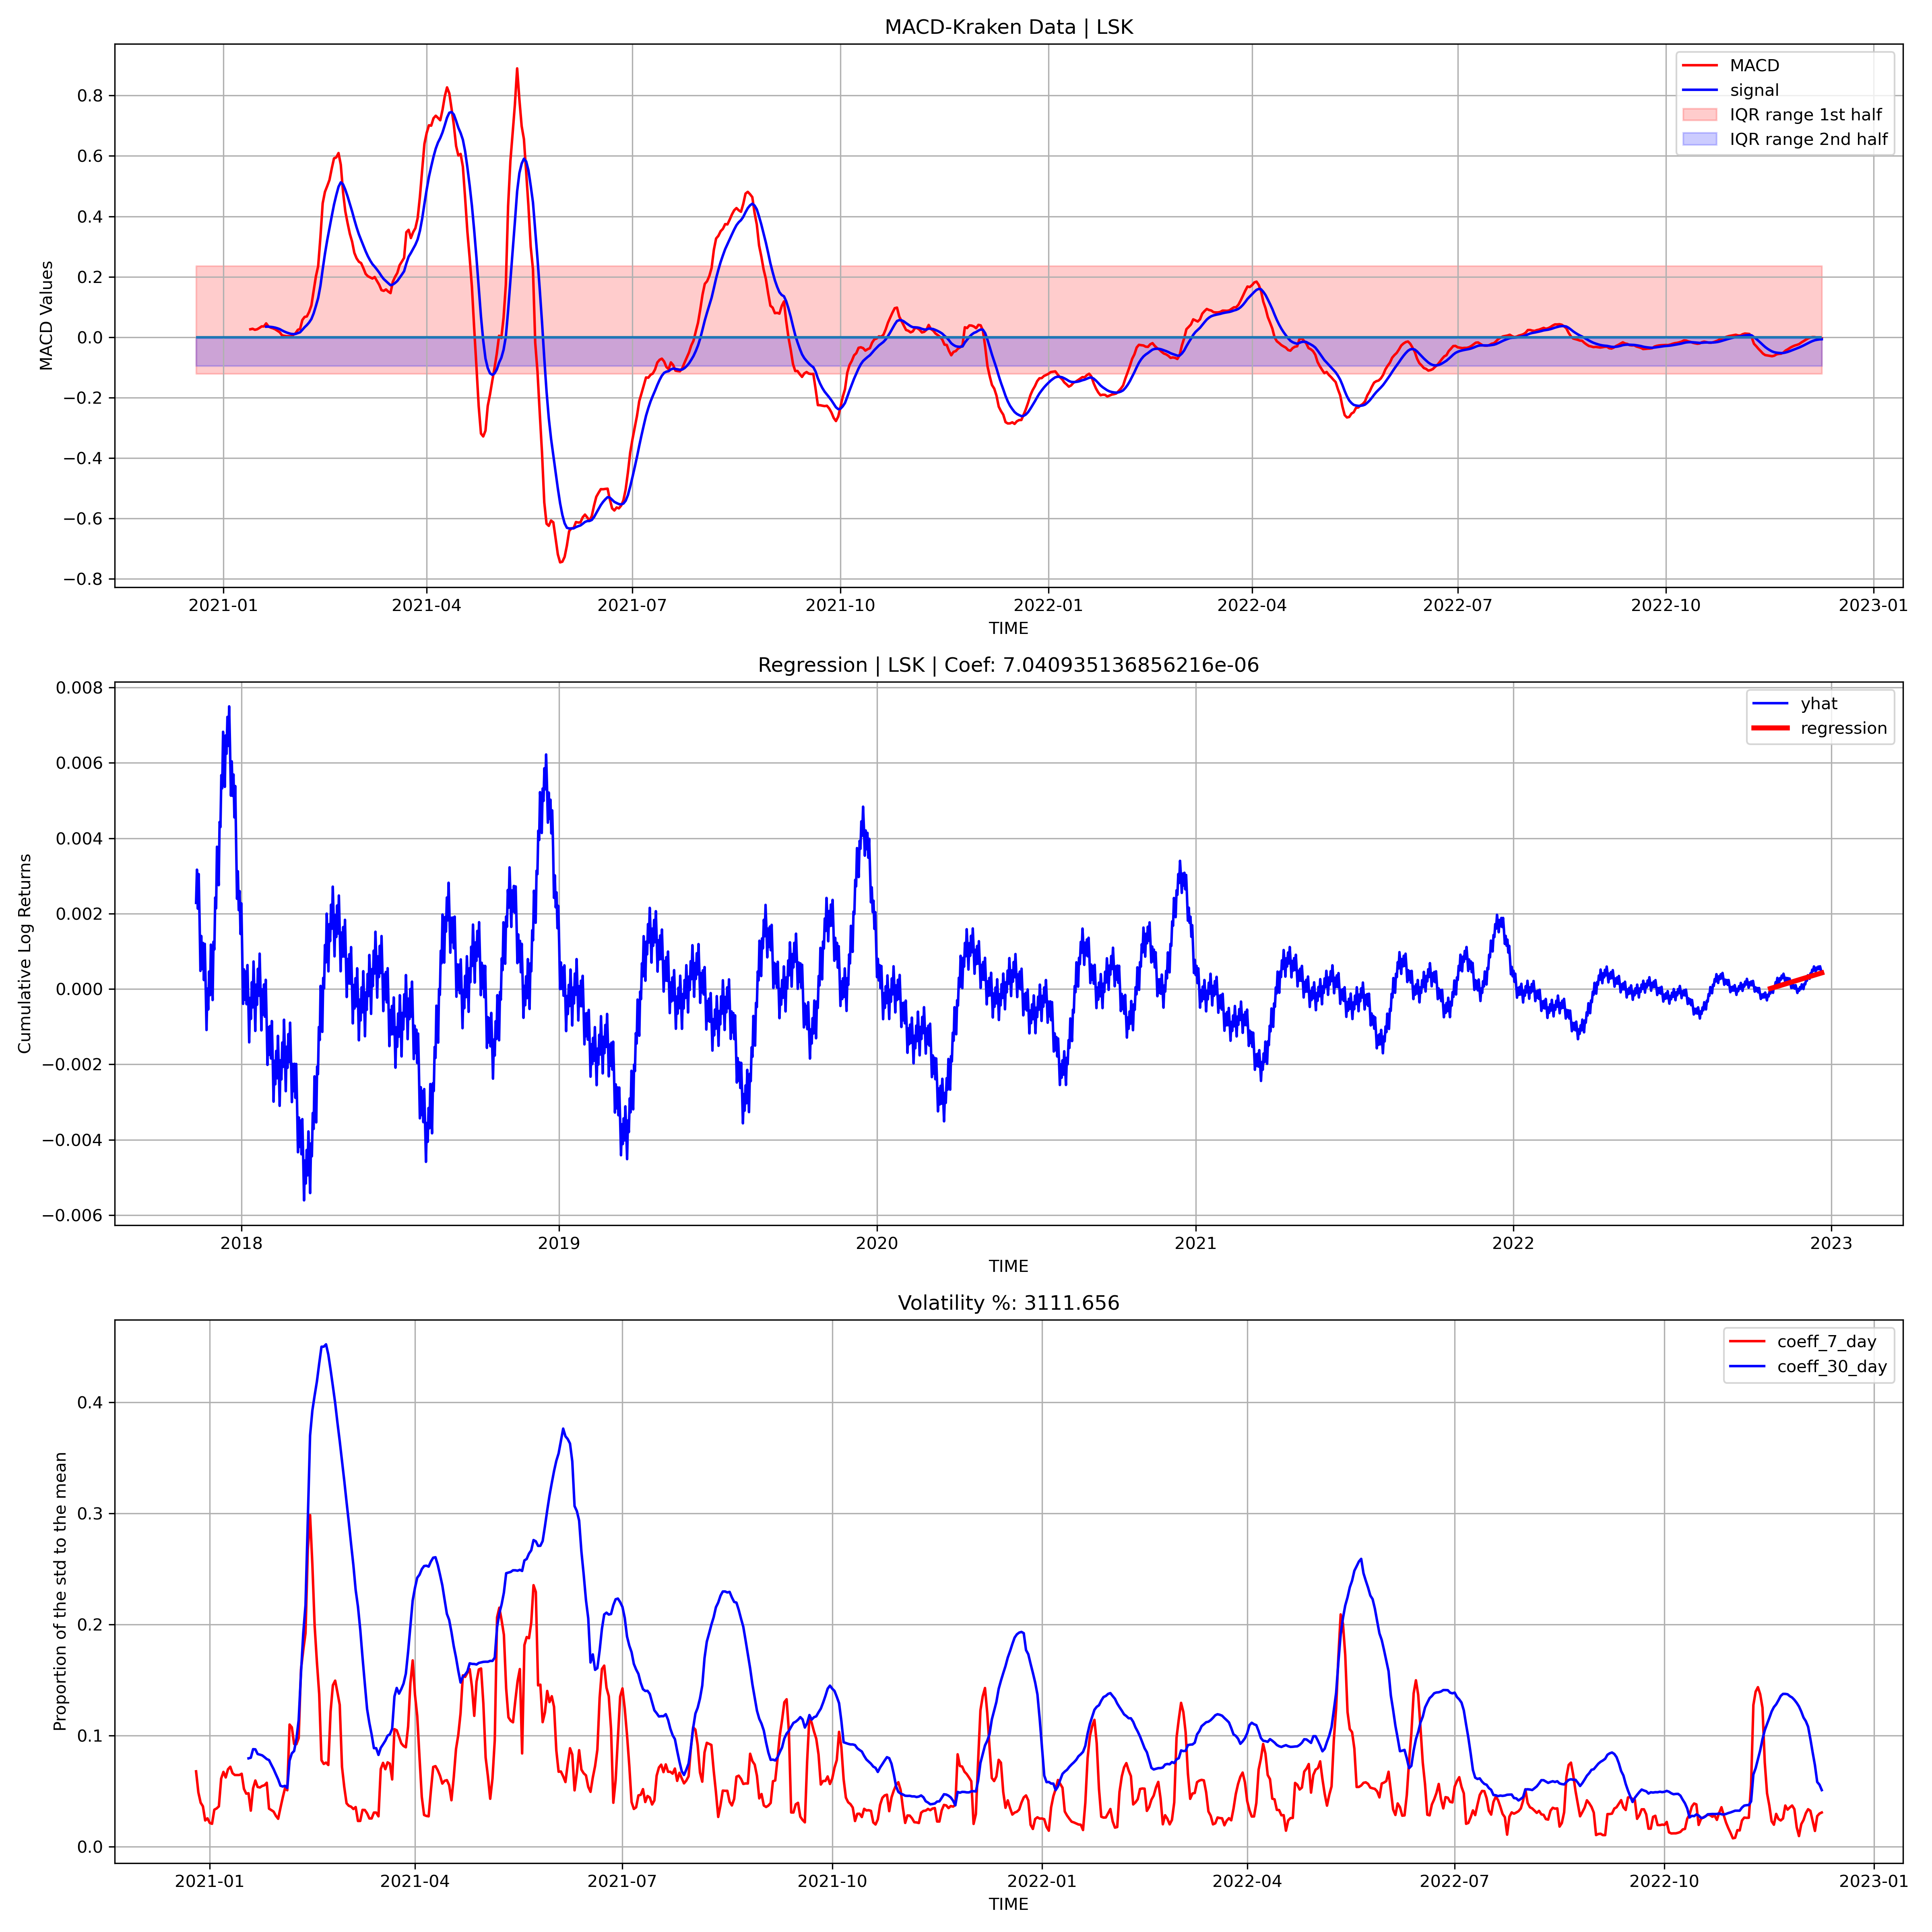 MACD-Kraken Data | LSK
MACD
signal
IQR range 1st half
IQR range 2nd half
MACD Values
0.8
0.6
0.4
0.2
0.0
−0.2
−0.4
−0.6
−0.8
2021-01 2021-04 2021-07 2021-10 2022-01 2022-04 2022-07 2022-10 2023-01
TIME
Regression | LSK | Coef: 7.040935136856216e-06
yhat
regression
Cumulative Log Returns
0.008
0.006
0.004
0.002
0.000
−0.002
−0.004
−0.006
2018 2019 2020 2021 2022 2023
TIME
Volatility %: 3111.656
coeff_7_day
coeff_30_day
Proportion of the std to the mean
0.4
0.3
0.2
0.1
0.0
2021-01 2021-04 2021-07 2021-10 2022-01 2022-04 2022-07 2022-10 2023-01
TIME